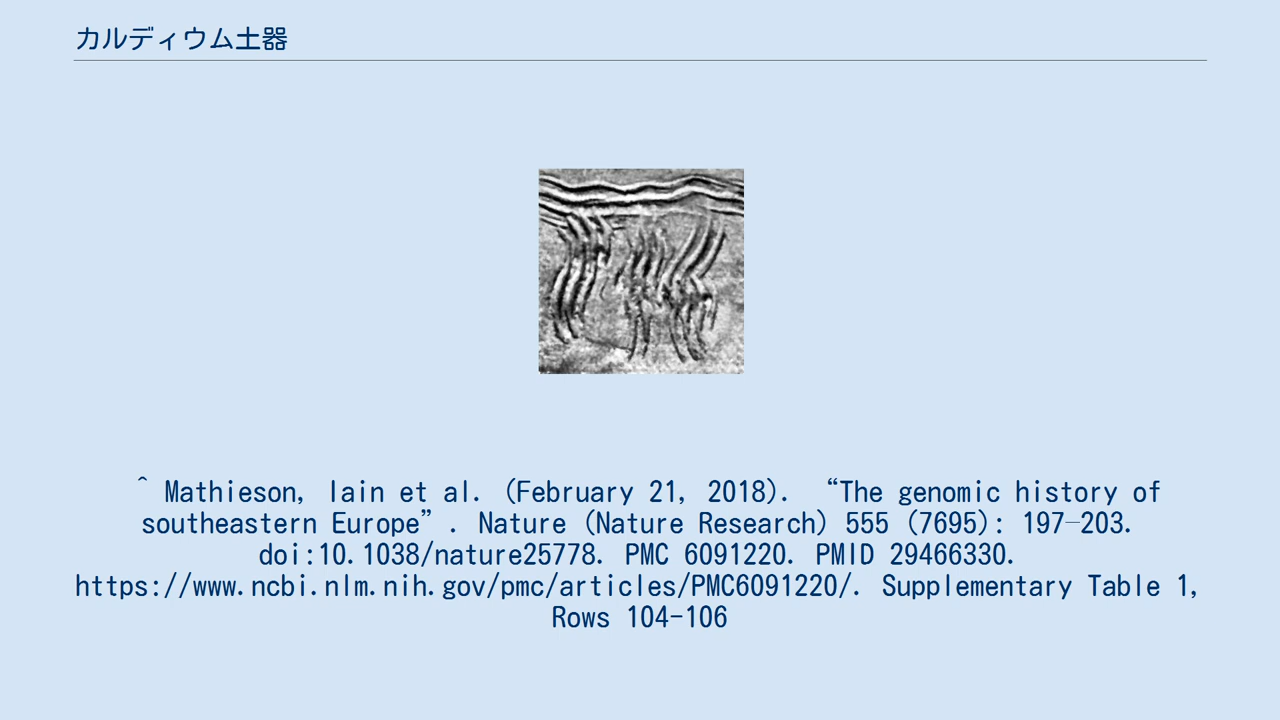 カルディウム土器
^ Mathieson, Iain et al. (February 21, 2018). “The genomic history of
southeastern Europe”. Nature (Nature Research) 555 (7695): 197–203.
doi:10.1038/nature25778. PMC 6091220. PMID 29466330.
https://www.ncbi.nlm.nih.gov/pmc/articles/PMC6091220/. Supplementary Table 1,
Rows 104-106